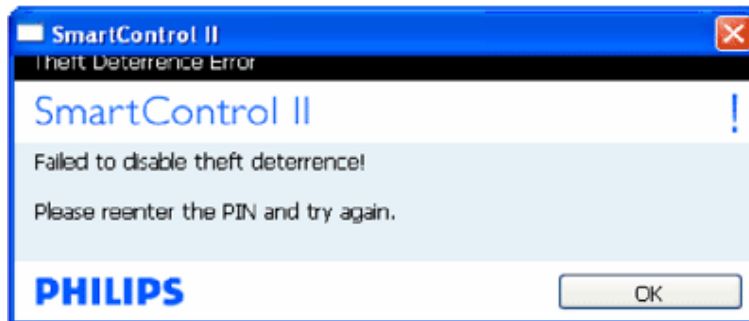 SmartControl II
Theft Deterrence Error
SmartControl II
!
Failed to disable theft deterrence!
Please reenter the PIN and try again.
PHILIPS
OK